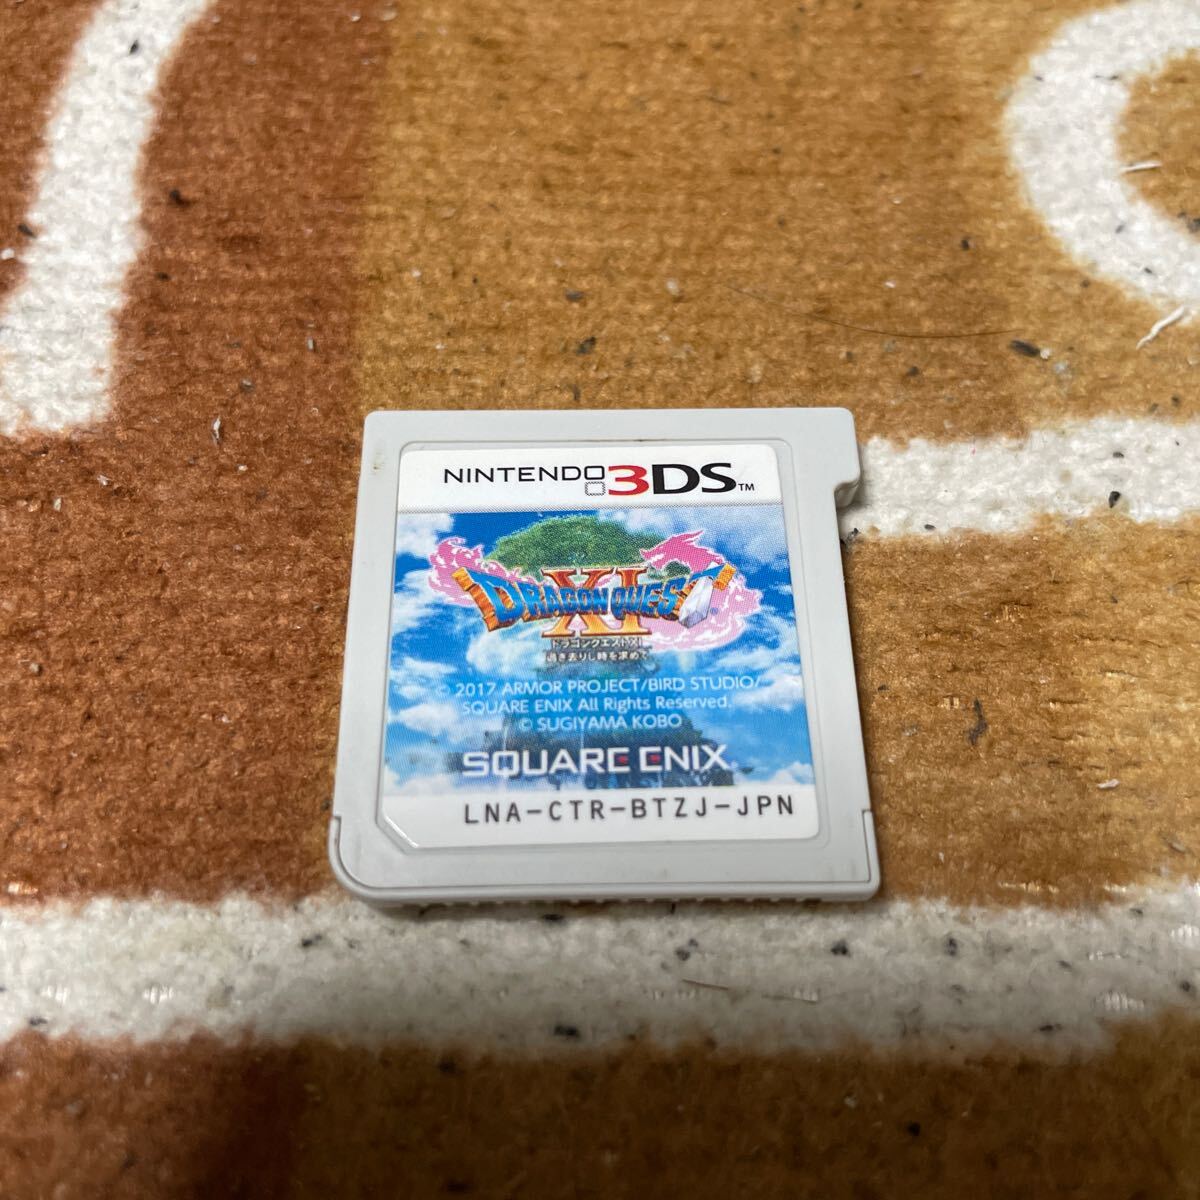 NINTENDO 3DS™
DRAGON QUEST
XI
ドラゴンクエストXI
過ぎ去りし時を求めて
© 2017 ARMOR PROJECT/BIRD STUDIO/
SQUARE ENIX All Rights Reserved.
© SUGIYAMA KOBO
SQUARE ENIX.
LNA-CTR-BTZJ-JPN